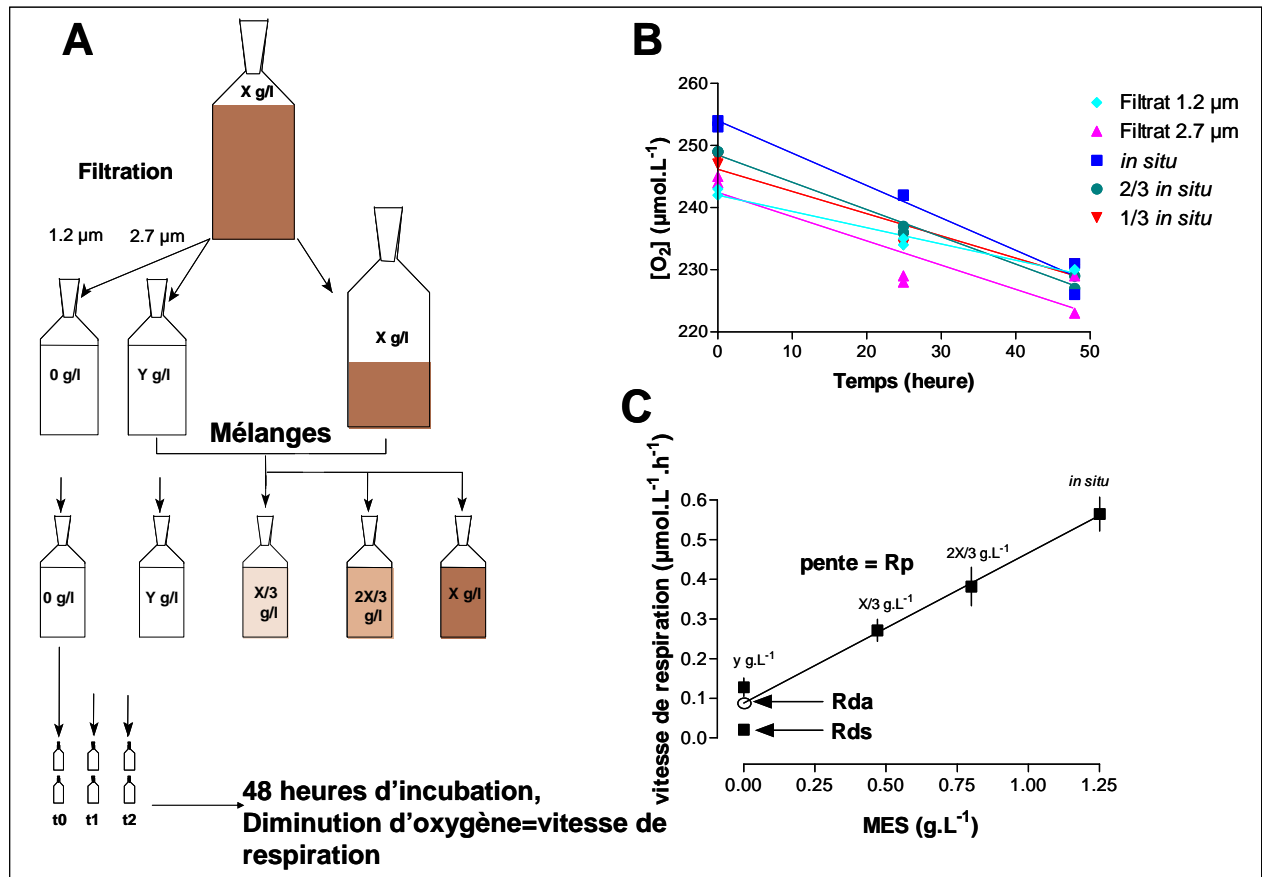 A
X g/l
Filtration
1.2 µm 2.7 µm
0 g/l
Y g/l
X g/l
Mélanges
0 g/l
Y g/l
X/3
g/l
2X/3
g/l
X g/l
t0 t1 t2
48 heures d'incubation,
Diminution d'oxygène=vitesse de
respiration
B
[O2] (µmol.L-1)
260
250
240
230
220
0 10 20 30 40 50
Temps (heure)
Filtrat 1.2 µm
Filtrat 2.7 µm
in situ
2/3 in situ
1/3 in situ
C
vitesse de respiration (µmol.L-1.h-1)
0.6
0.5
0.4
0.3
0.2
0.1
0.0
in situ
2X/3 g.L-1
pente = Rp
X/3 g.L-1
y g.L-1
Rda
Rds
0.00 0.25 0.50 0.75 1.00 1.25
MES (g.L-1)